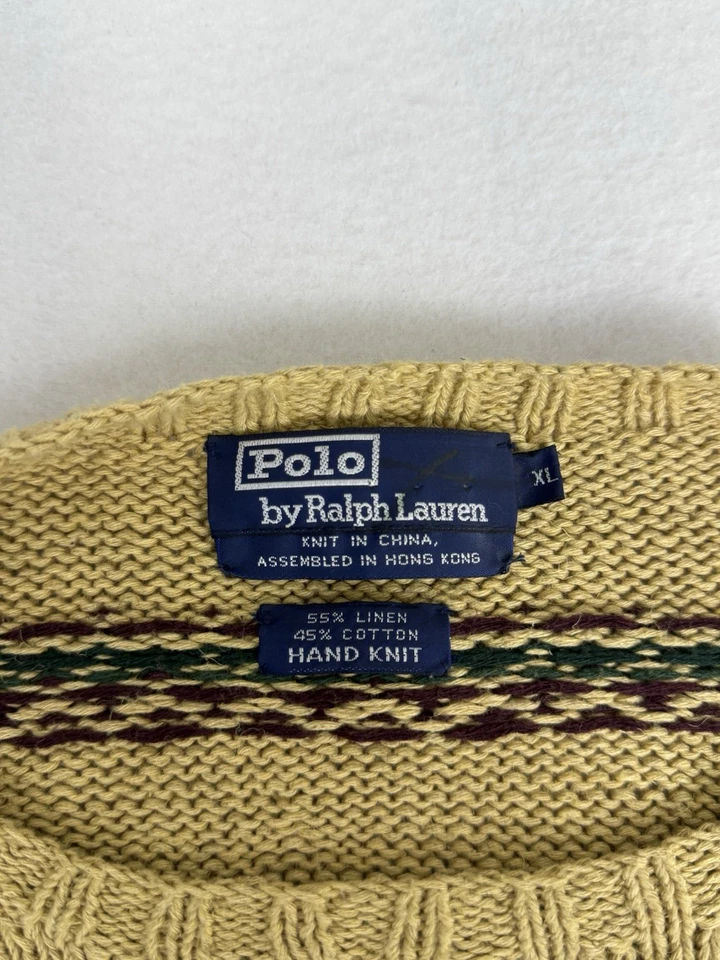 Polo
by Ralph Lauren
XL
KNIT IN CHINA,
ASSEMBLED IN HONG KONG
55% LINEN
45% COTTON
HAND KNIT